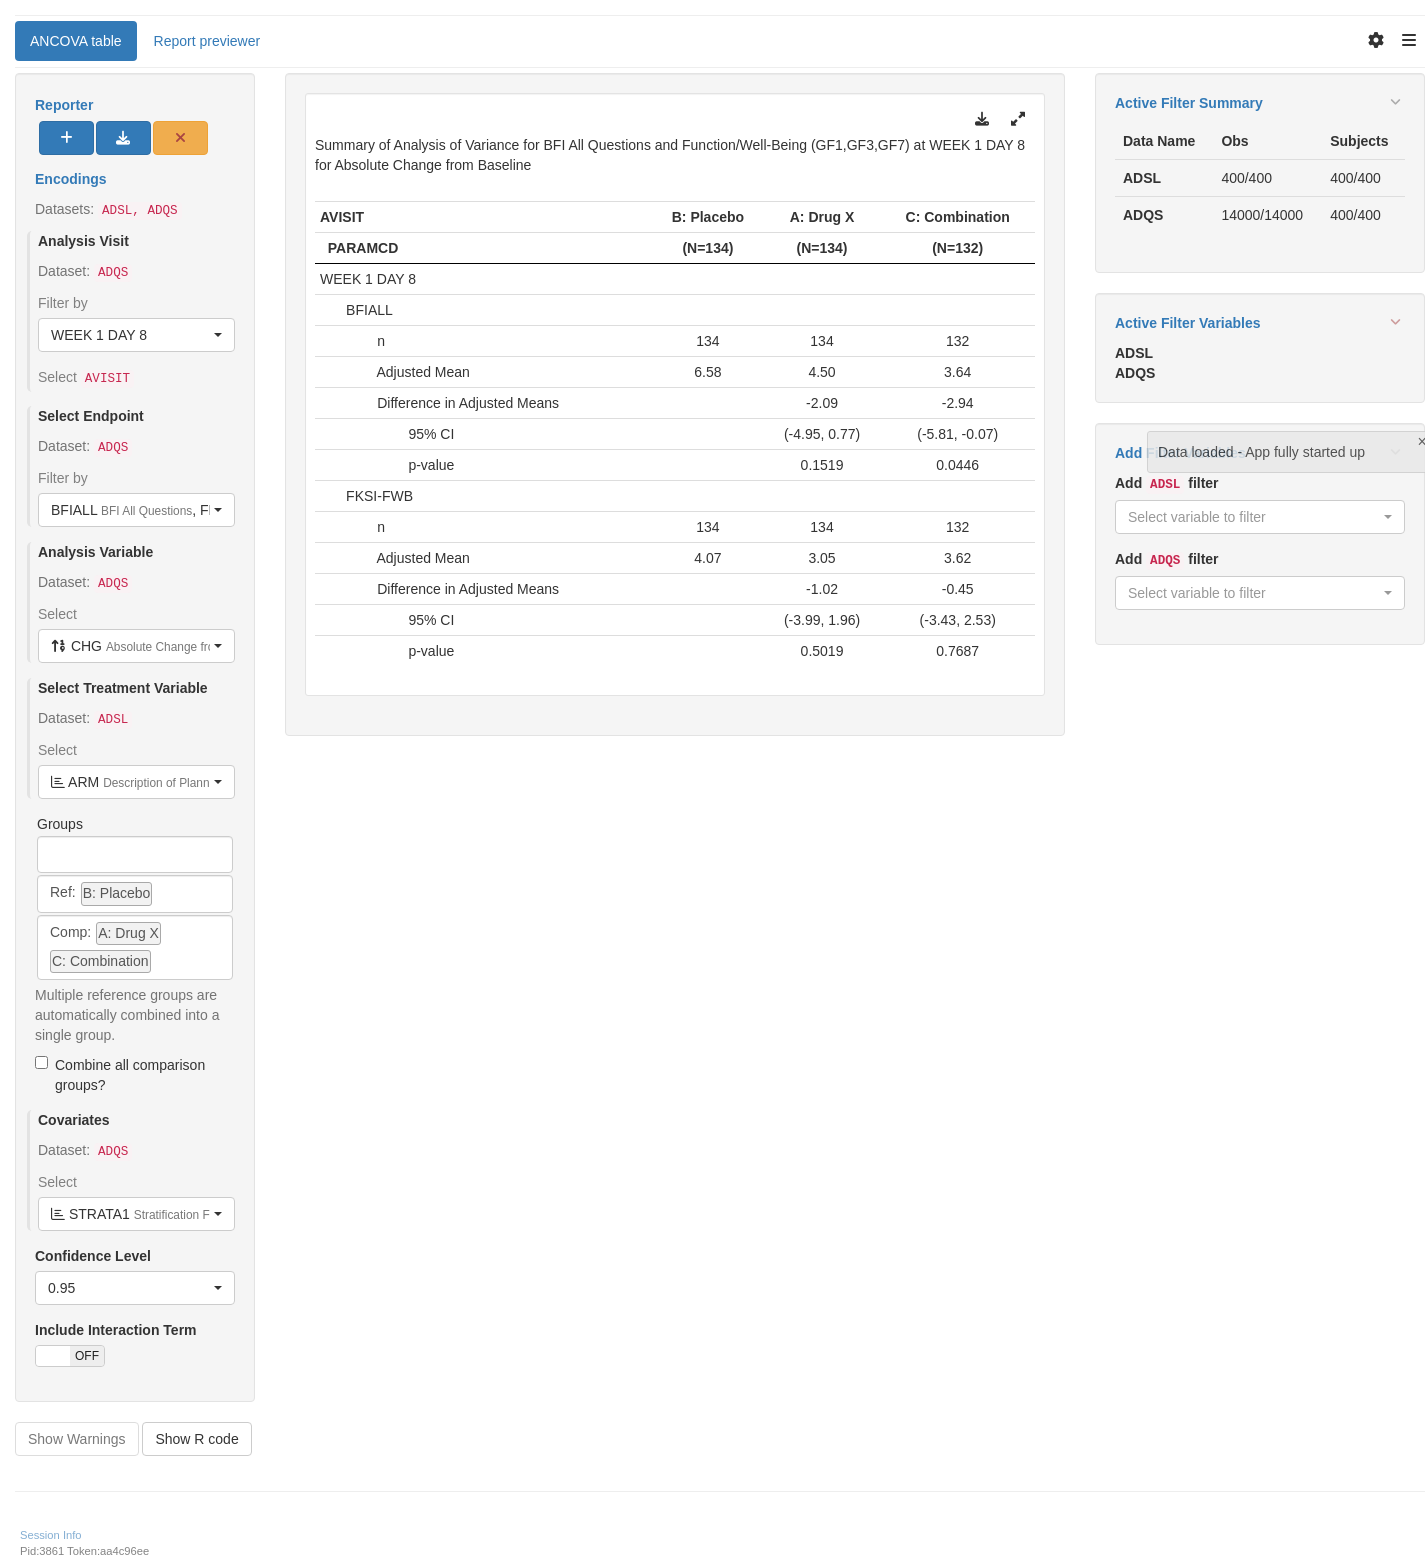 ANCOVA table
Report previewer
Reporter
Encodings
Datasets: ADSL, ADQS
Analysis Visit
Dataset: ADQS
Filter by
WEEK 1 DAY 8
Select AVISIT
Select Endpoint
Dataset: ADQS
Filter by
BFIALL BFI All Questions, F
Analysis Variable
Dataset: ADQS
Select
CHG Absolute Change fro
Select Treatment Variable
Dataset: ADSL
Select
ARM Description of Plann
Groups
Ref: B: Placebo
Comp: A: Drug X
C: Combination
Multiple reference groups are
automatically combined into a
single group.
Combine all comparison
groups?
Covariates
Dataset: ADQS
Select
STRATA1 Stratification F
Confidence Level
0.95
Include Interaction Term
OFF
Show Warnings
Show R code
Summary of Analysis of Variance for BFI All Questions and Function/Well-Being (GF1,GF3,GF7) at WEEK 1 DAY 8
for Absolute Change from Baseline
AVISIT B: Placebo A: Drug X C: Combination
PARAMCD (N=134) (N=134) (N=132)
WEEK 1 DAY 8
BFIALL
n 134 134 132
Adjusted Mean 6.58 4.50 3.64
Difference in Adjusted Means -2.09 -2.94
95% CI (-4.95, 0.77) (-5.81, -0.07)
p-value 0.1519 0.0446
FKSI-FWB
n 134 134 132
Adjusted Mean 4.07 3.05 3.62
Difference in Adjusted Means -1.02 -0.45
95% CI (-3.99, 1.96) (-3.43, 2.53)
p-value 0.5019 0.7687
Active Filter Summary
Data Name Obs Subjects
ADSL 400/400 400/400
ADQS 14000/14000 400/400
Active Filter Variables
ADSL
ADQS
Add
Data loaded - App fully started up
×
Add ADSL filter
Select variable to filter
Add ADQS filter
Select variable to filter
Session Info
Pid:3861 Token:aa4c96ee